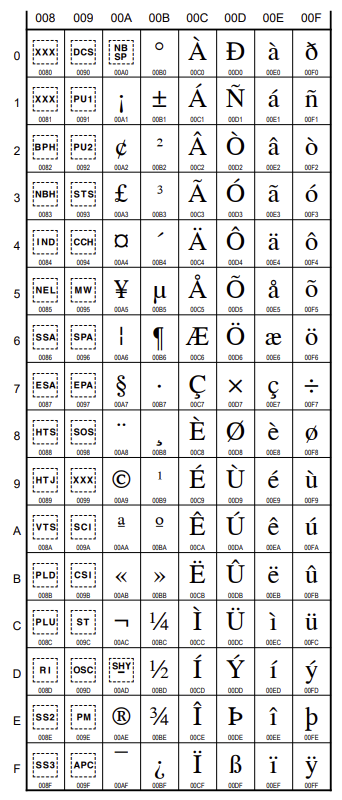 008 009 00A 00B 00C 00D 00E 00F
0 XXX DCS NB SP ° À Ð à ð
0080 0090 00A0 00B0 00C0 00D0 00E0 00F0
1 XXX PU1 ¡ ± Á Ñ á ñ
0081 0091 00A1 00B1 00C1 00D1 00E1 00F1
2 BPH PU2 ¢ ² Â Ò â ò
0082 0092 00A2 00B2 00C2 00D2 00E2 00F2
3 NBH STS £ ³ Ã Ó ã ó
0083 0093 00A3 00B3 00C3 00D3 00E3 00F3
4 IND CCH ¤ ´ Ä Ô ä ô
0084 0094 00A4 00B4 00C4 00D4 00E4 00F4
5 NEL MW ¥ µ Å Õ å õ
0085 0095 00A5 00B5 00C5 00D5 00E5 00F5
6 SSA SPA ¦ ¶ Æ Ö æ ö
0086 0096 00A6 00B6 00C6 00D6 00E6 00F6
7 ESA EPA § · Ç × ç ÷
0087 0097 00A7 00B7 00C7 00D7 00E7 00F7
8 HTS SOS ¨ ¸ È Ø è ø
0088 0098 00A8 00B8 00C8 00D8 00E8 00F8
9 HTJ XXX © ¹ É Ù é ù
0089 0099 00A9 00B9 00C9 00D9 00E9 00F9
A VTS SCI ª º Ê Ú ê ú
008A 009A 00AA 00BA 00CA 00DA 00EA 00FA
B PLD CSI « » Ë Û ë û
008B 009B 00AB 00BB 00CB 00DB 00EB 00FB
C PLU ST ¬ ¼ Ì Ü ì ü
008C 009C 00AC 00BC 00CC 00DC 00EC 00FC
D RI OSC SHY ½ Í Ý í ý
008D 009D 00AD 00BD 00CD 00DD 00ED 00FD
E SS2 PM ® ¾ Î Þ î þ
008E 009E 00AE 00BE 00CE 00DE 00EE 00FE
F SS3 APC ¯ ¿ Ï ß ï ÿ
008F 009F 00AF 00BF 00CF 00DF 00EF 00FF